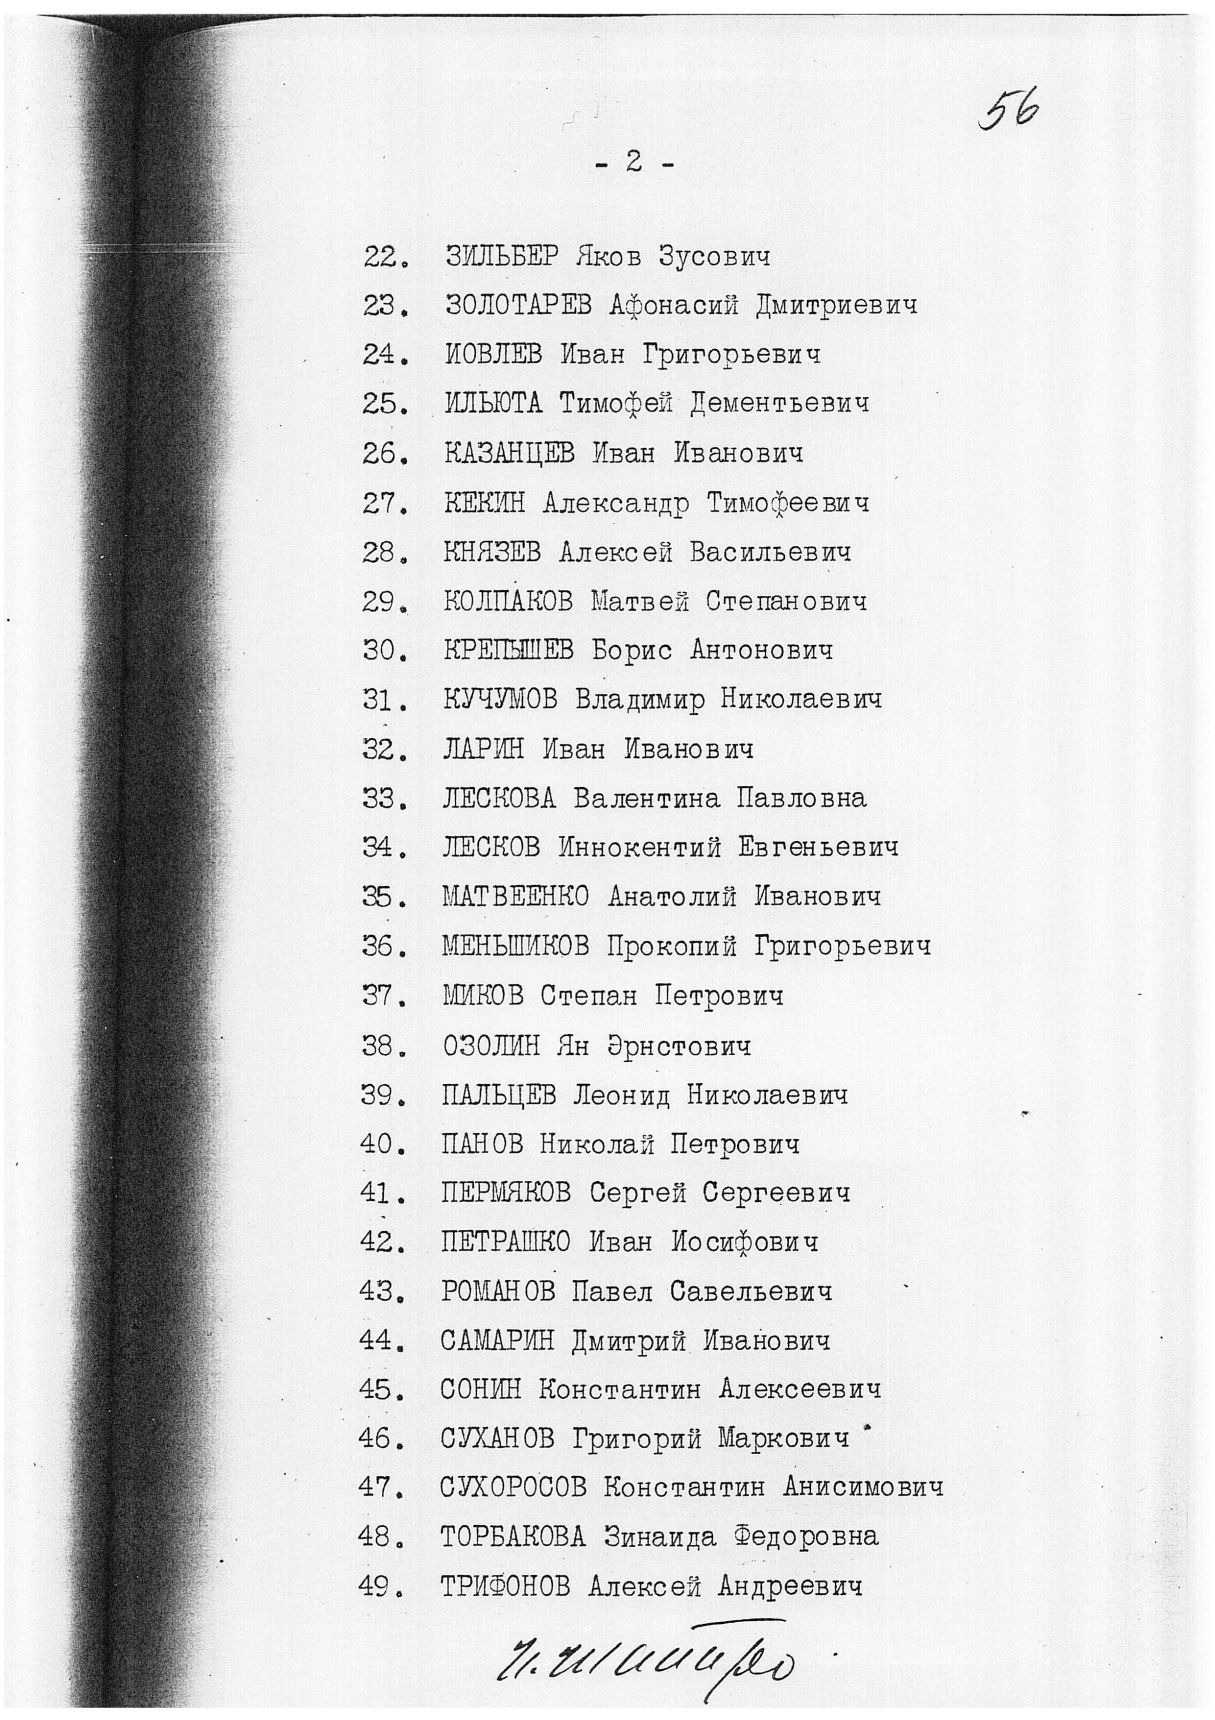 56
- 2 -
22. ЗИЛЬБЕР Яков Зусович
23. ЗОЛОТАРЕВ Афонасий Дмитриевич
24. ИОВЛЕВ Иван Григорьевич
25. ИЛЬЮТА Тимофей Дементьевич
26. КАЗАНЦЕВ Иван Иванович
27. КЕКИН Александр Тимофеевич
28. КНЯЗЕВ Алексей Васильевич
29. КОЛПАКОВ Матвей Степанович
30. КРЕПЫШЕВ Борис Антонович
31. КУЧУМОВ Владимир Николаевич
32. ЛАРИН Иван Иванович
33. ЛЕСКОВА Валентина Павловна
34. ЛЕСКОВ Иннокентий Евгеньевич
35. МАТВЕЕНКО Анатолий Иванович
36. МЕНЬШИКОВ Прокопий Григорьевич
37. МИКОВ Степан Петрович
38. ОЗОЛИН Ян Эрнстович
39. ПАЛЬЦЕВ Леонид Николаевич
40. ПАНОВ Николай Петрович
41. ПЕРМЯКОВ Сергей Сергеевич
42. ПЕТРАШКО Иван Иосифович
43. РОМАНОВ Павел Савельевич
44. САМАРИН Дмитрий Иванович
45. СОНИН Константин Алексеевич
46. СУХАНОВ Григорий Маркович
47. СУХОРОСОВ Константин Анисимович
48. ТОРБАКОВА Зинаида Федоровна
49. ТРИФОНОВ Алексей Андреевич
И. Шапиро